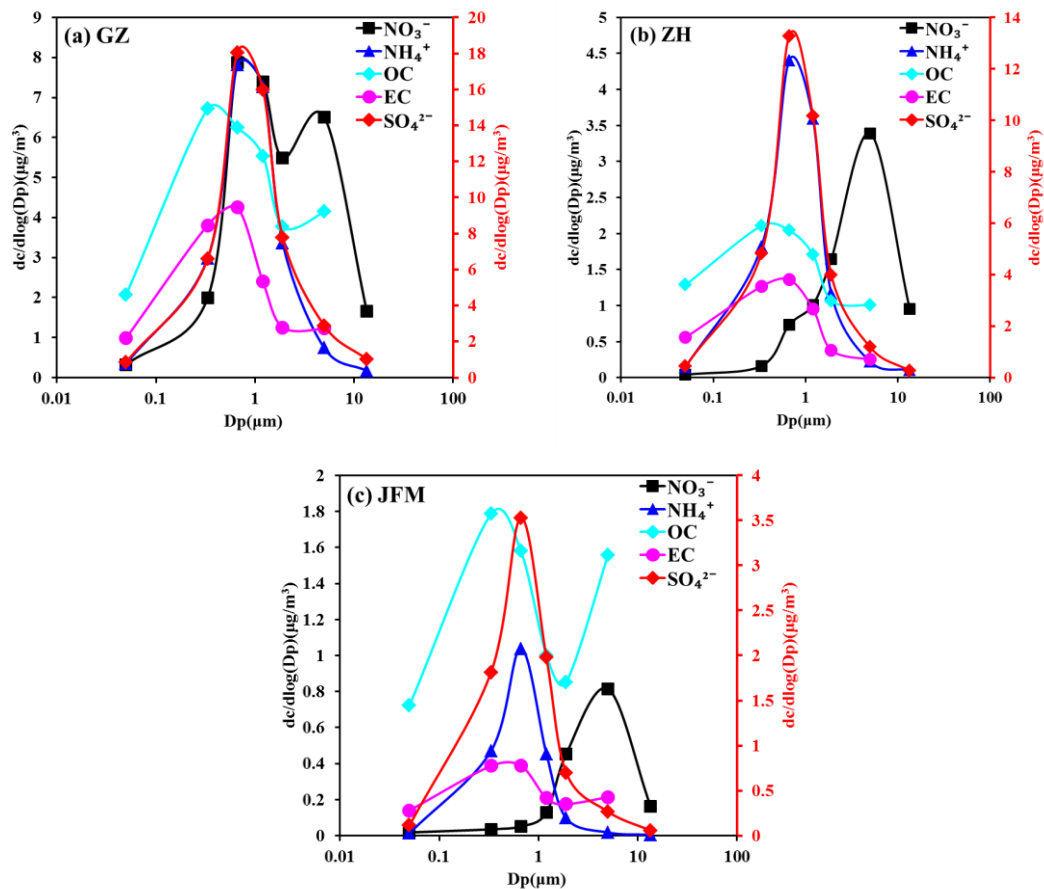 (a) GZ
NO₃⁻
NH₄⁺
OC
EC
SO₄²⁻
9
8
7
6
5
4
3
2
1
0
dc/dlog(Dp)(µg/m³)
20
18
16
14
12
10
8
6
4
2
0
dc/dlog(Dp)(µg/m³)
0.01
0.1
1
10
100
Dp(µm)
(b) ZH
NO₃⁻
NH₄⁺
OC
EC
SO₄²⁻
5
4.5
4
3.5
3
2.5
2
1.5
1
0.5
0
dc/dlog(Dp)(µg/m³)
14
12
10
8
6
4
2
0
dc/dlog(Dp)(µg/m³)
0.01
0.1
1
10
100
Dp(µm)
(c) JFM
NO₃⁻
NH₄⁺
OC
EC
SO₄²⁻
2
1.8
1.6
1.4
1.2
1
0.8
0.6
0.4
0.2
0
dc/dlog(Dp)(µg/m³)
4
3.5
3
2.5
2
1.5
1
0.5
0
dc/dlog(Dp)(µg/m³)
0.01
0.1
1
10
100
Dp(µm)